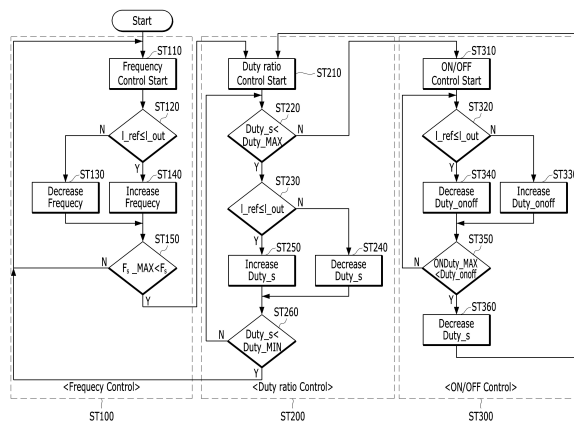 Start
ST110
Frequency
Control Start
ST120
I_ref≤I_out
N
Y
ST130
Decrease
Frequecy
ST140
Increase
Frequecy
ST150
Fs _MAX<Fs
N
Y
<Frequecy Control>
ST100
ST210
Duty ratio
Control Start
ST220
Duty_s<
Duty_MAX
N
Y
ST230
I_ref≤I_out
N
Y
ST250
Increase
Duty_s
ST240
Decrease
Duty_s
ST260
Duty_s<
Duty_MIN
N
Y
<Duty ratio Control>
ST200
ST310
ON/OFF
Control Start
ST320
I_ref≤I_out
N
Y
ST340
Decrease
Duty_onoff
ST330
Increase
Duty_onoff
ST350
ONDuty_MAX
<Duty_onoff
N
Y
ST360
Decrease
Duty_s
<ON/OFF Control>
ST300